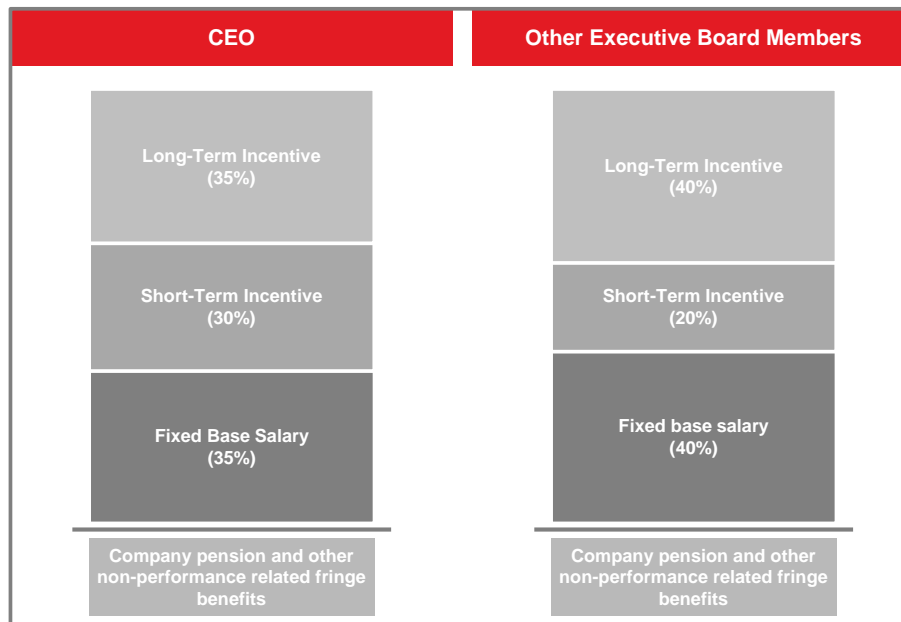 CEO
Long-Term Incentive
(35%)
Short-Term Incentive
(30%)
Fixed Base Salary
(35%)
Company pension and other
non-performance related fringe
benefits
Other Executive Board Members
Long-Term Incentive
(40%)
Short-Term Incentive
(20%)
Fixed base salary
(40%)
Company pension and other
non-performance related fringe
benefits